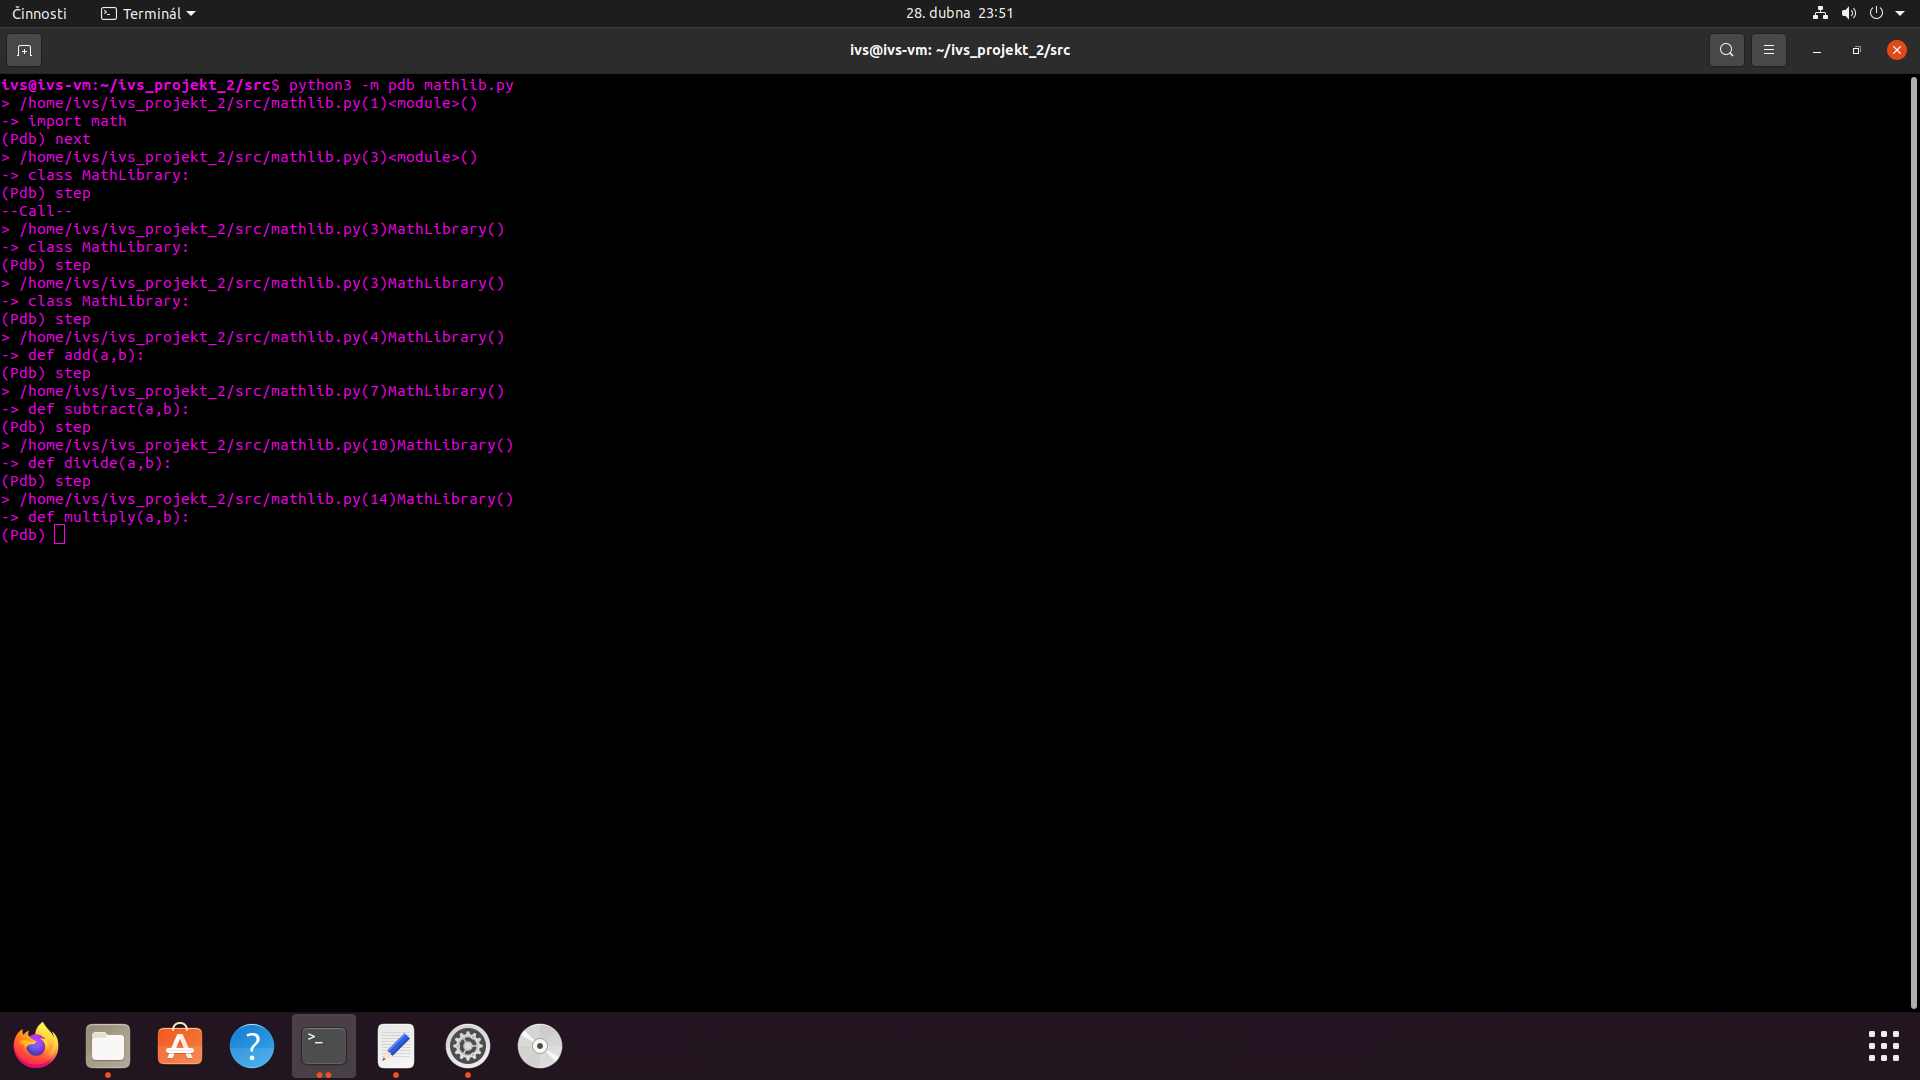 Činnosti
Terminál
28. dubna 23:51
ivs@ivs-vm: ~/ivs_projekt_2/src
ivs@ivs-vm:~/ivs_projekt_2/src$ python3 -m pdb mathlib.py
> /home/ivs/ivs_projekt_2/src/mathlib.py(1)<module>()
-> import math
(Pdb) next
> /home/ivs/ivs_projekt_2/src/mathlib.py(3)<module>()
-> class MathLibrary:
(Pdb) step
--Call--
> /home/ivs/ivs_projekt_2/src/mathlib.py(3)MathLibrary()
-> class MathLibrary:
(Pdb) step
> /home/ivs/ivs_projekt_2/src/mathlib.py(3)MathLibrary()
-> class MathLibrary:
(Pdb) step
> /home/ivs/ivs_projekt_2/src/mathlib.py(4)MathLibrary()
-> def add(a,b):
(Pdb) step
> /home/ivs/ivs_projekt_2/src/mathlib.py(7)MathLibrary()
-> def subtract(a,b):
(Pdb) step
> /home/ivs/ivs_projekt_2/src/mathlib.py(10)MathLibrary()
-> def divide(a,b):
(Pdb) step
> /home/ivs/ivs_projekt_2/src/mathlib.py(14)MathLibrary()
-> def multiply(a,b):
(Pdb)